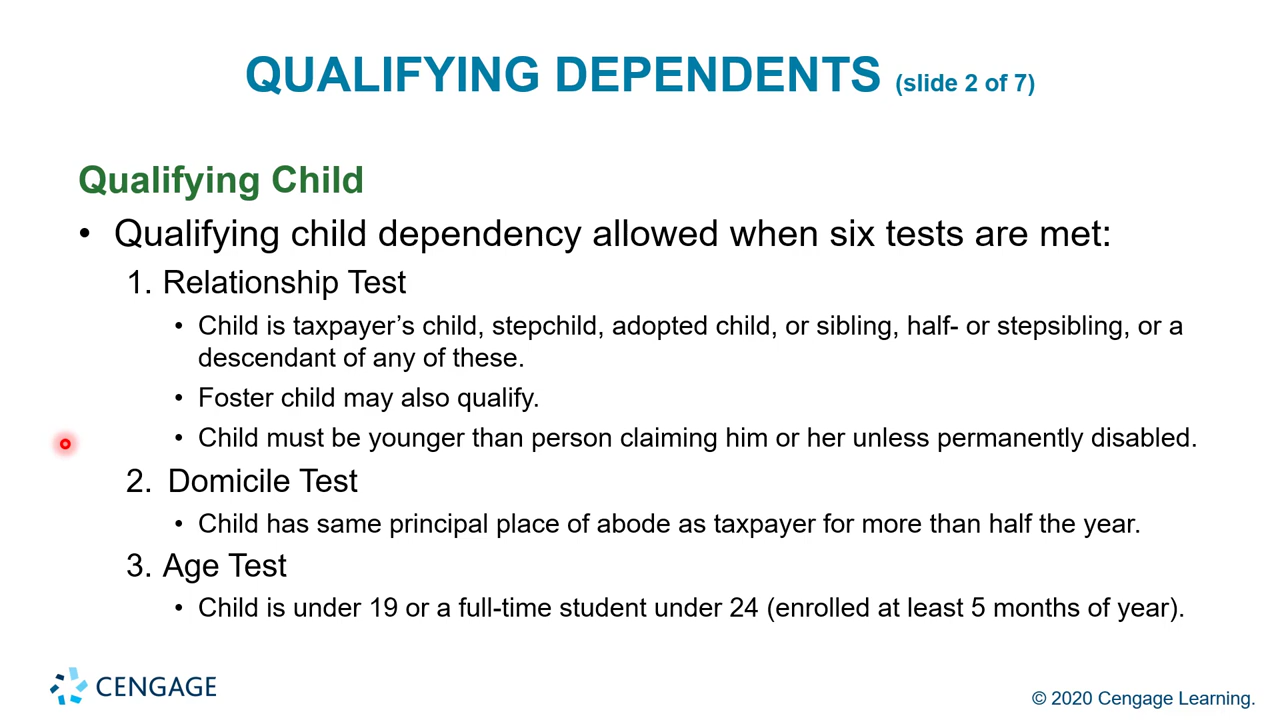 QUALIFYING DEPENDENTS (slide 2 of 7)
Qualifying Child
• Qualifying child dependency allowed when six tests are met:
1. Relationship Test
• Child is taxpayer’s child, stepchild, adopted child, or sibling, half- or stepsibling, or a
descendant of any of these.
• Foster child may also qualify.
• Child must be younger than person claiming him or her unless permanently disabled.
2. Domicile Test
• Child has same principal place of abode as taxpayer for more than half the year.
3. Age Test
• Child is under 19 or a full-time student under 24 (enrolled at least 5 months of year).
CENGAGE
© 2020 Cengage Learning.